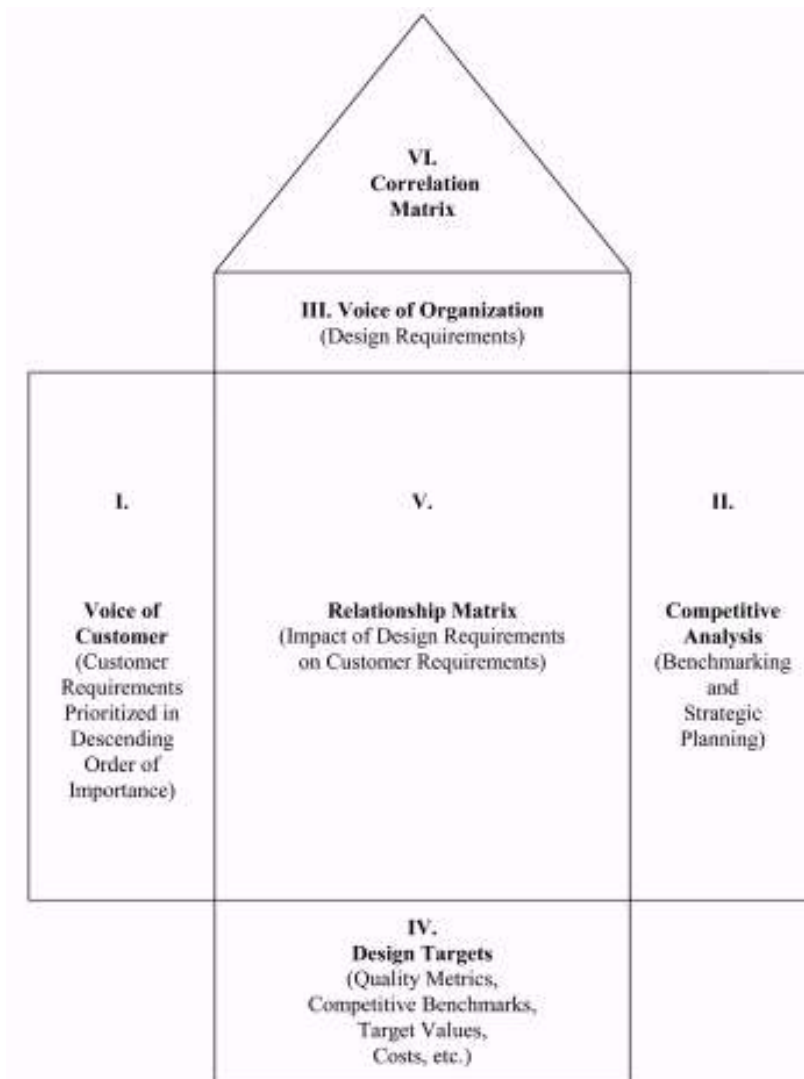 VI.
Correlation
Matrix
III. Voice of Organization
(Design Requirements)
I.
Voice of
Customer
(Customer
Requirements
Prioritized in
Descending
Order of
Importance)
V.
Relationship Matrix
(Impact of Design Requirements
on Customer Requirements)
II.
Competitive
Analysis
(Benchmarking
and
Strategic
Planning)
IV.
Design Targets
(Quality Metrics,
Competitive Benchmarks,
Target Values,
Costs, etc.)